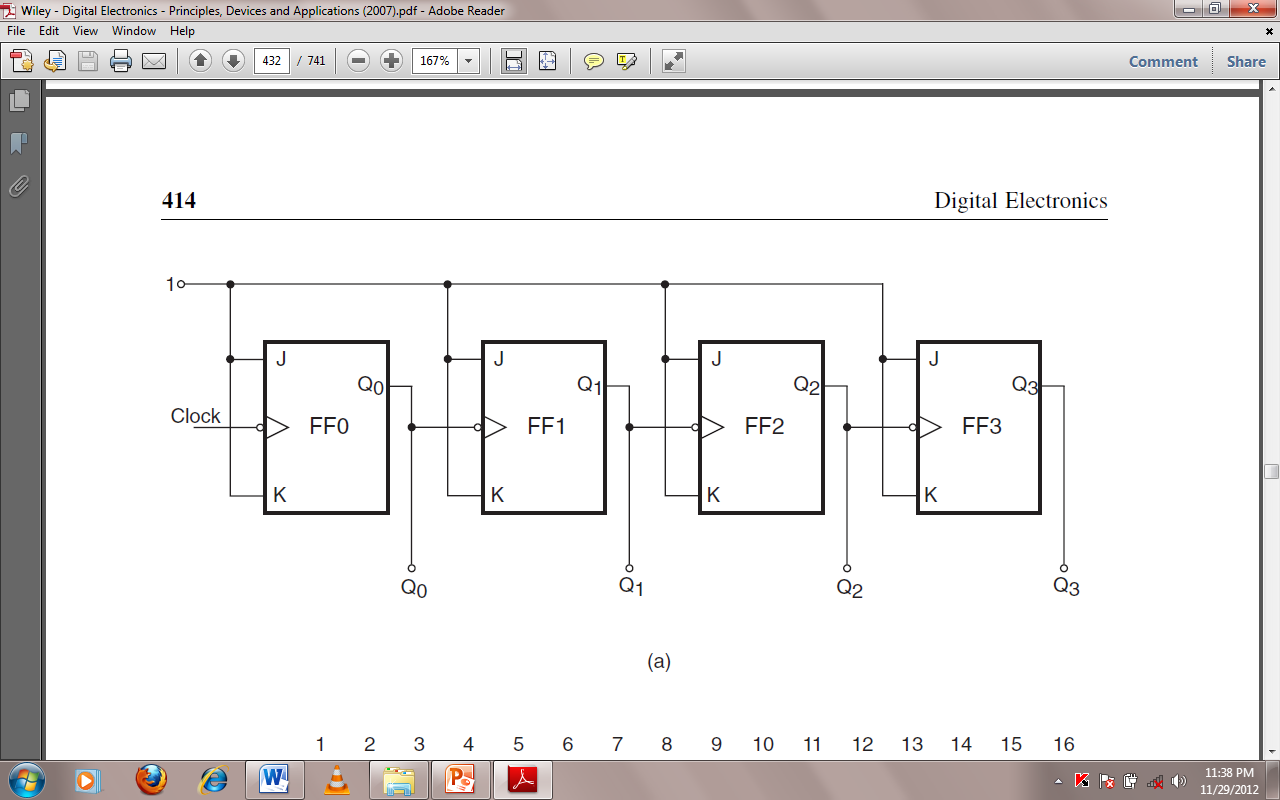 Wiley - Digital Electronics - Principles, Devices and Applications (2007).pdf - Adobe Reader
File Edit View Window Help
432 / 741 167% Comment Share
414 Digital Electronics
1
J J J J
Q0 Q1 Q2 Q3
Clock FF0 FF1 FF2 FF3
K K K K
Q0 Q1 Q2 Q3
(a)
1 2 3 4 5 6 7 8 9 10 11 12 13 14 15 16
11:38 PM
11/29/2012